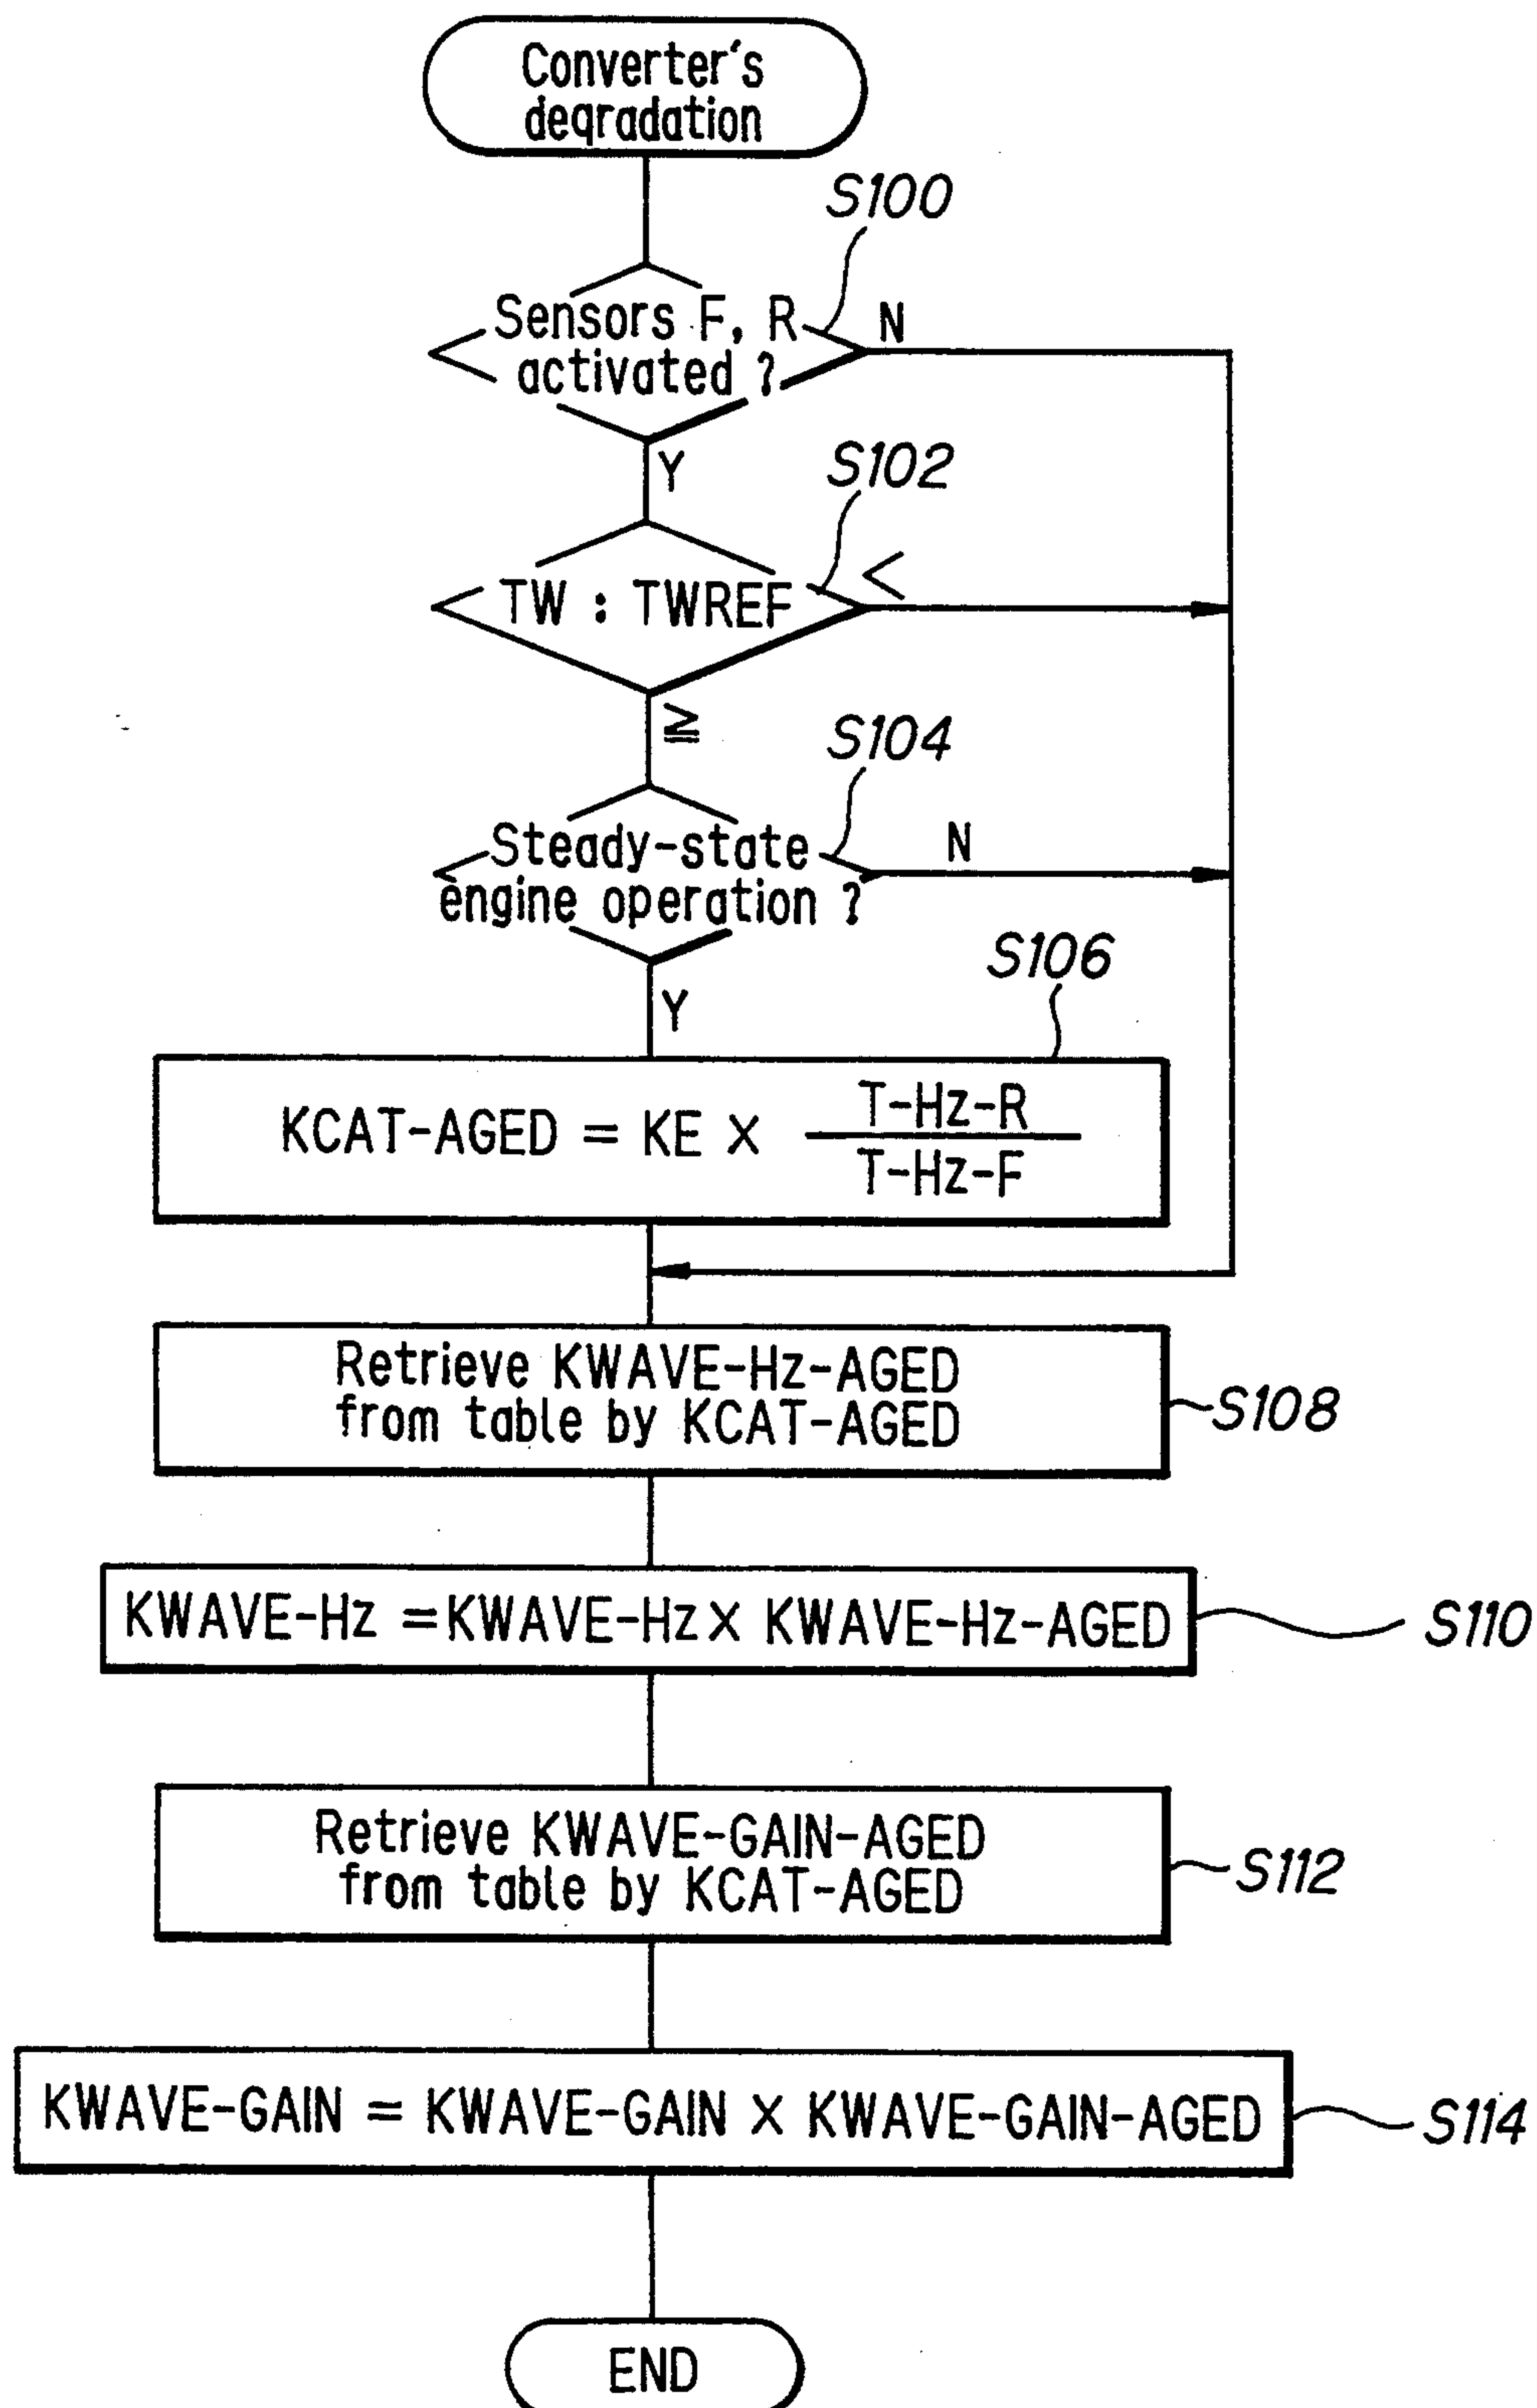 Converter's
deqradation
S100
Sensors F, R
activated ?
N
Y
S102
TW : TWREF
<
≧
S104
Steady-state
engine operation ?
N
Y
S106
KCAT-AGED = KE × T-Hz-R
T-Hz-F
Retrieve KWAVE-Hz-AGED
from table by KCAT-AGED
S108
KWAVE-Hz =KWAVE-Hz × KWAVE-Hz-AGED
S110
Retrieve KWAVE-GAIN-AGED
from table by KCAT-AGED
S112
KWAVE-GAIN = KWAVE-GAIN × KWAVE-GAIN-AGED
S114
END